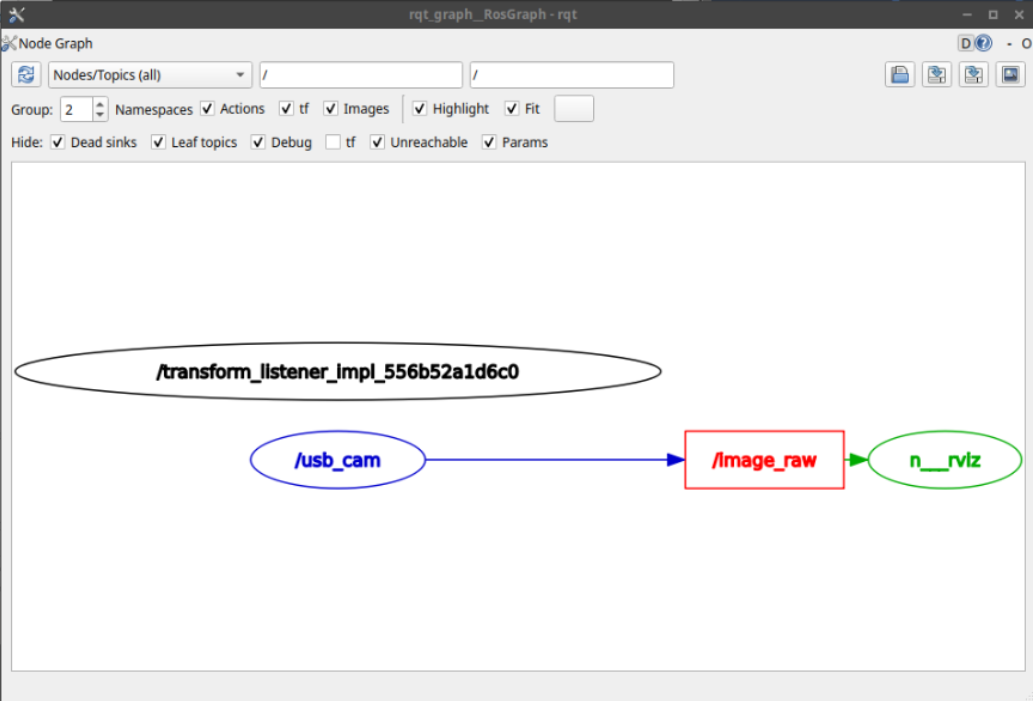 rqt_graph__RosGraph - rqt
Node Graph
D ? - O
Nodes/Topics (all) / /
Group: 2 Namespaces Actions tf Images Highlight Fit
Hide: Dead sinks Leaf topics Debug tf Unreachable Params
/transform_listener_impl_556b52a1d6c0
/usb_cam /image_raw n___rviz